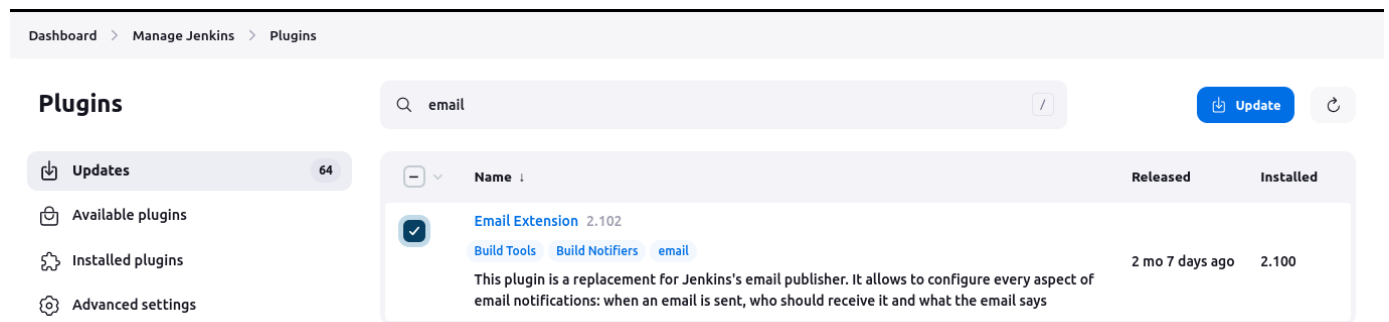 Dashboard > Manage Jenkins > Plugins
Plugins
email /
Update
Updates 64
Available plugins
Installed plugins
Advanced settings
Name ↓ Released Installed
Email Extension 2.102
Build Tools Build Notifiers email
This plugin is a replacement for Jenkins's email publisher. It allows to configure every aspect of
email notifications: when an email is sent, who should receive it and what the email says
2 mo 7 days ago 2.100